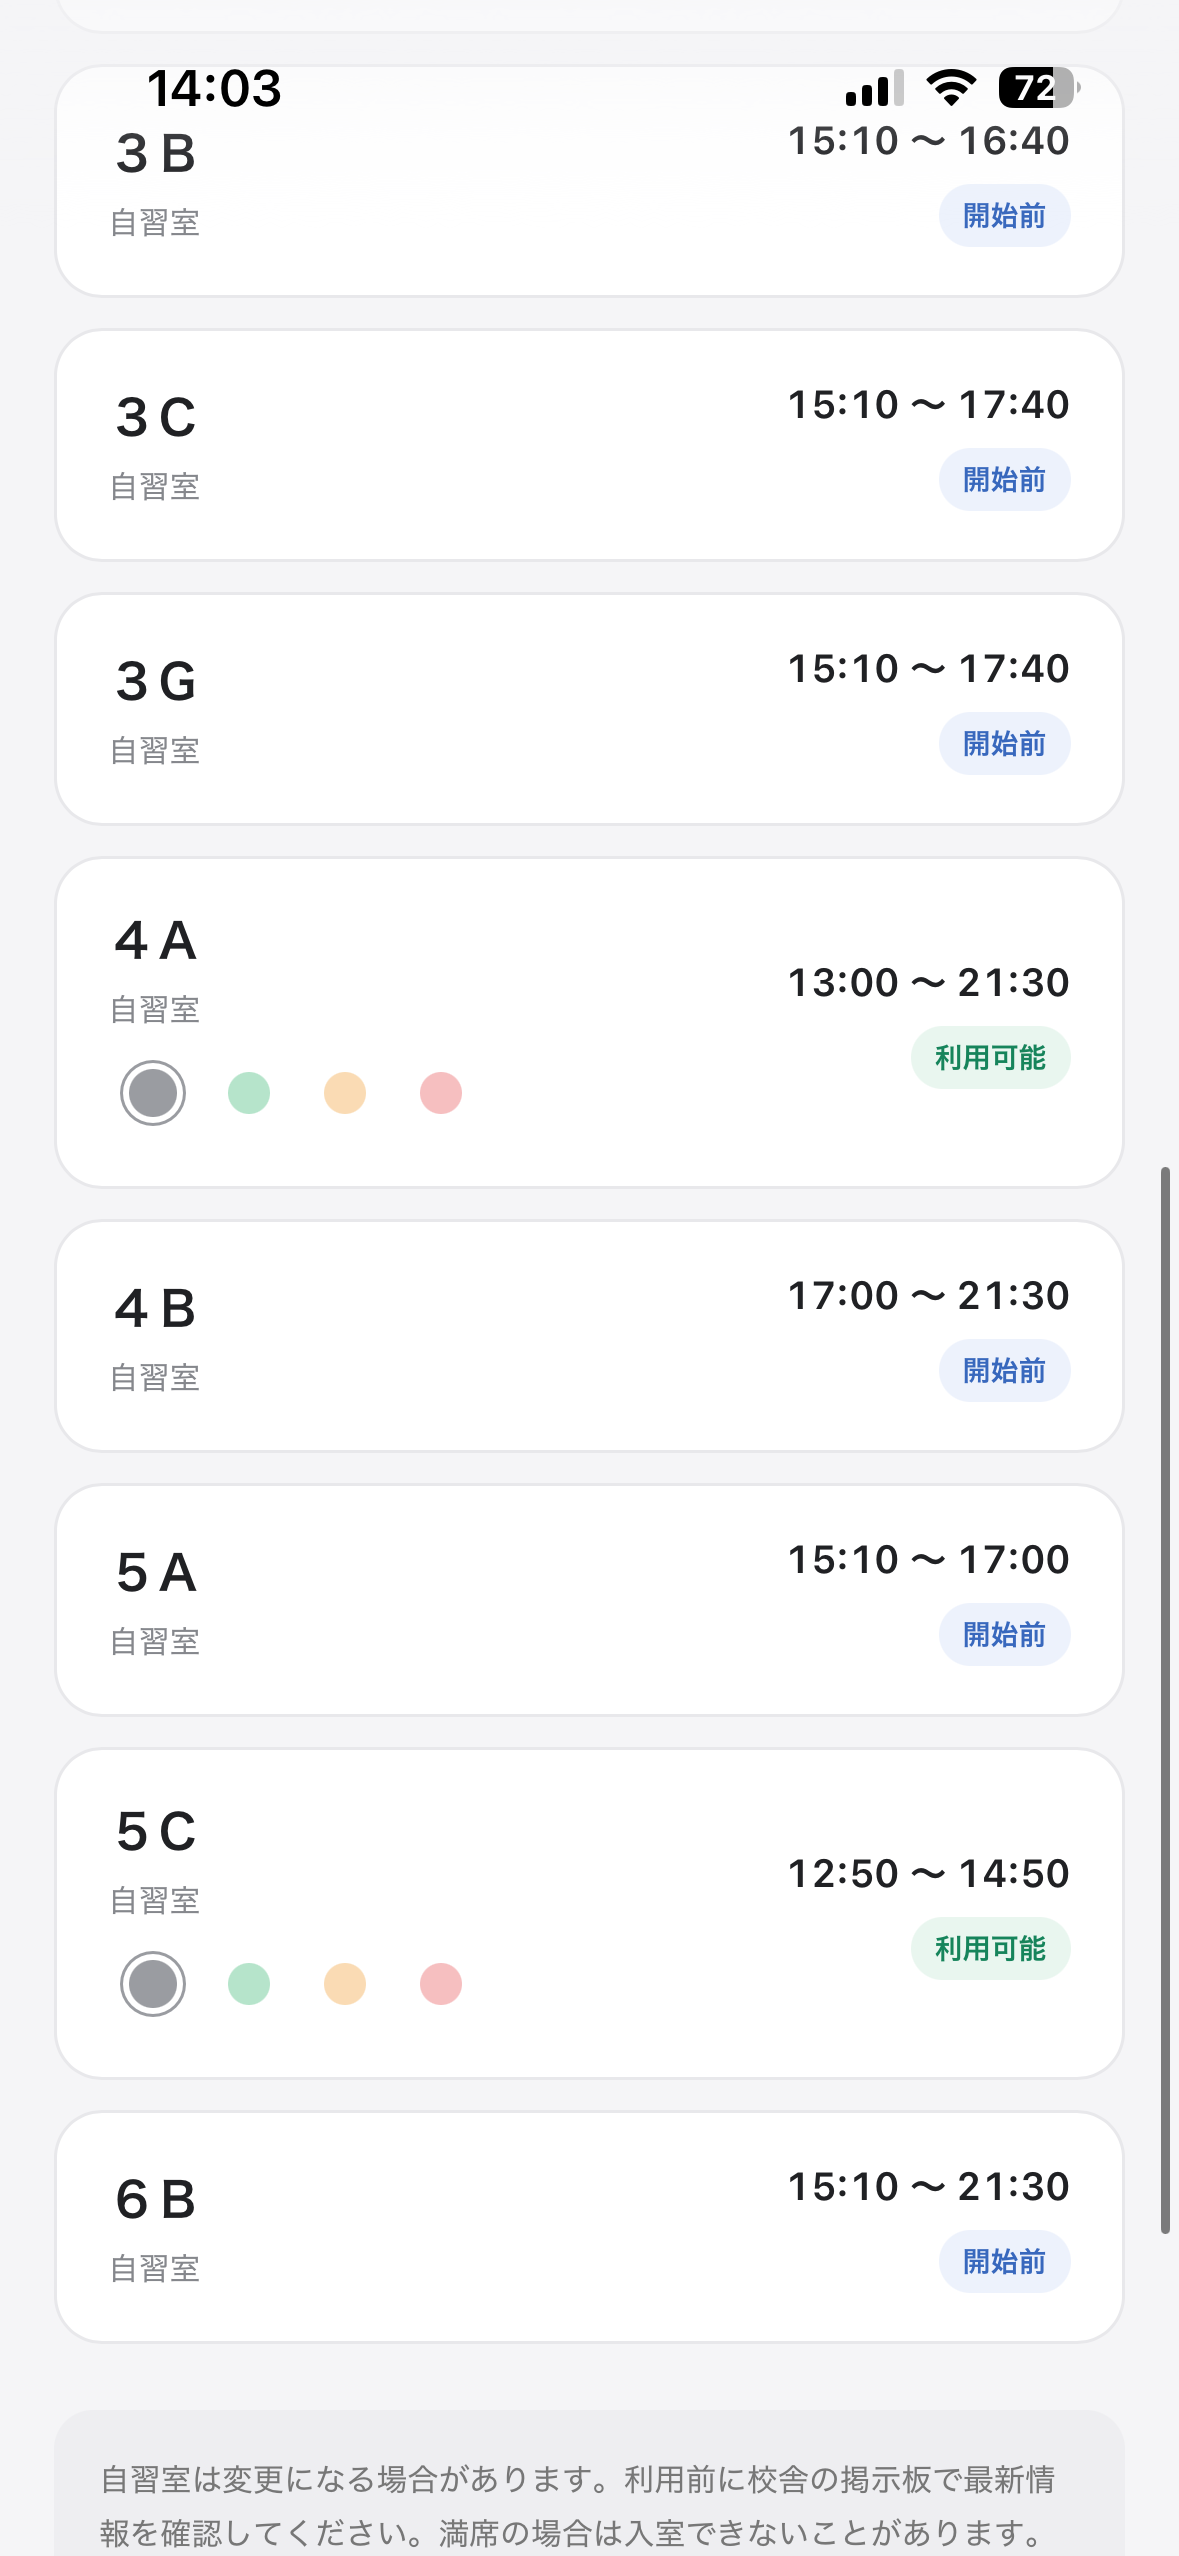 14:03
72
3 B
15:10 ～ 16:40
自習室
開始前
3 C
15:10 ～ 17:40
自習室
開始前
3 G
15:10 ～ 17:40
自習室
開始前
4 A
自習室
13:00 ～ 21:30
利用可能
4 B
17:00 ～ 21:30
自習室
開始前
5 A
15:10 ～ 17:00
自習室
開始前
5 C
自習室
12:50 ～ 14:50
利用可能
6 B
15:10 ～ 21:30
自習室
開始前
自習室は変更になる場合があります。利用前に校舎の掲示板で最新情
報を確認してください。満席の場合は入室できないことがあります。